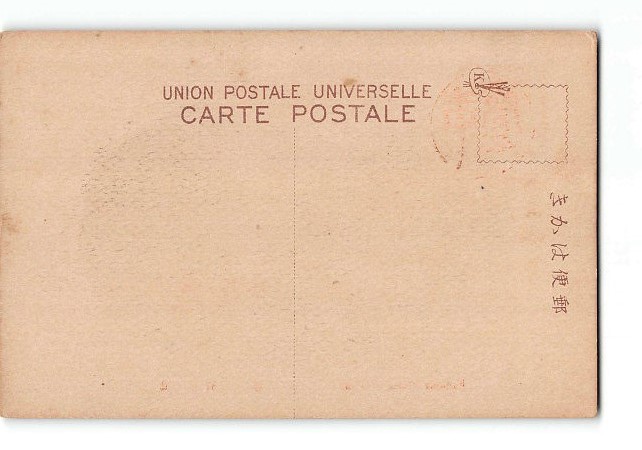 UNION POSTALE UNIVERSELLE
CARTE POSTALE
K
きかは便郵